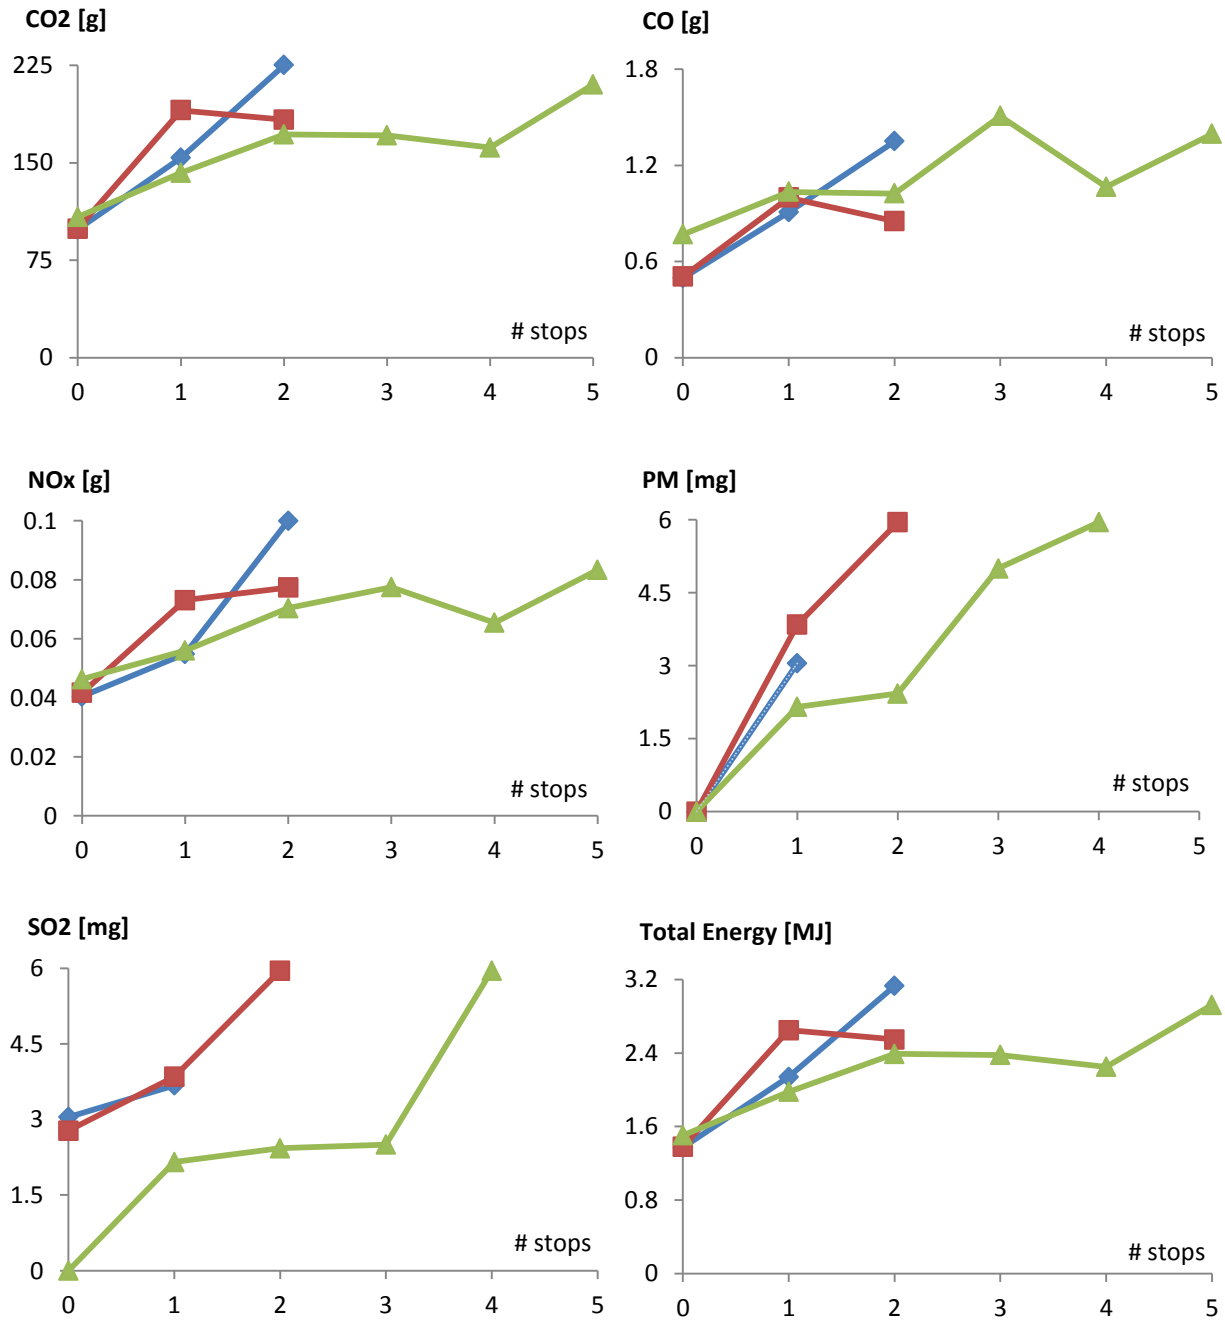 CO2 [g]
225
150
75
0
# stops
0 1 2 3 4 5
CO [g]
1.8
1.2
0.6
0
# stops
0 1 2 3 4 5
NOx [g]
0.1
0.08
0.06
0.04
0.02
0
# stops
0 1 2 3 4 5
PM [mg]
6
4.5
3
1.5
0
# stops
0 1 2 3 4 5
SO2 [mg]
6
4.5
3
1.5
0
# stops
0 1 2 3 4 5
Total Energy [MJ]
3.2
2.4
1.6
0.8
0
# stops
0 1 2 3 4 5